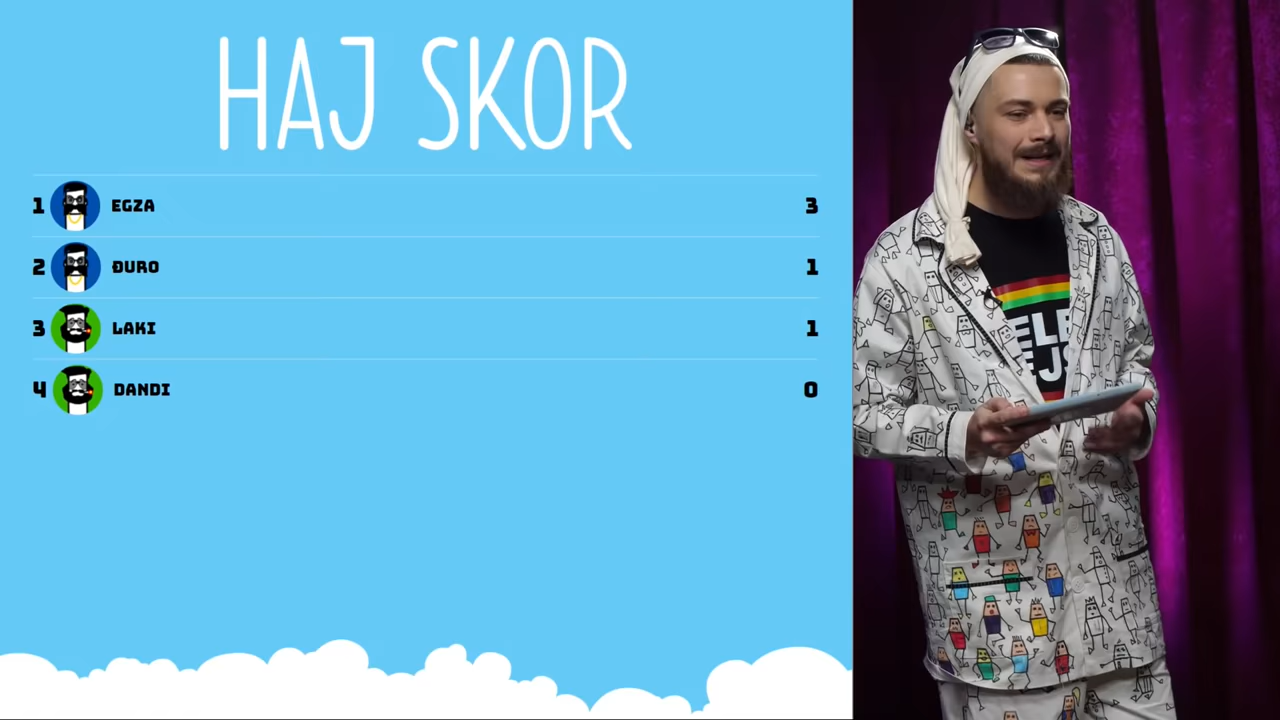 HAJ SKOR
1 EGZA 3
2 ĐURO 1
3 LAKI 1
4 DANDI 0